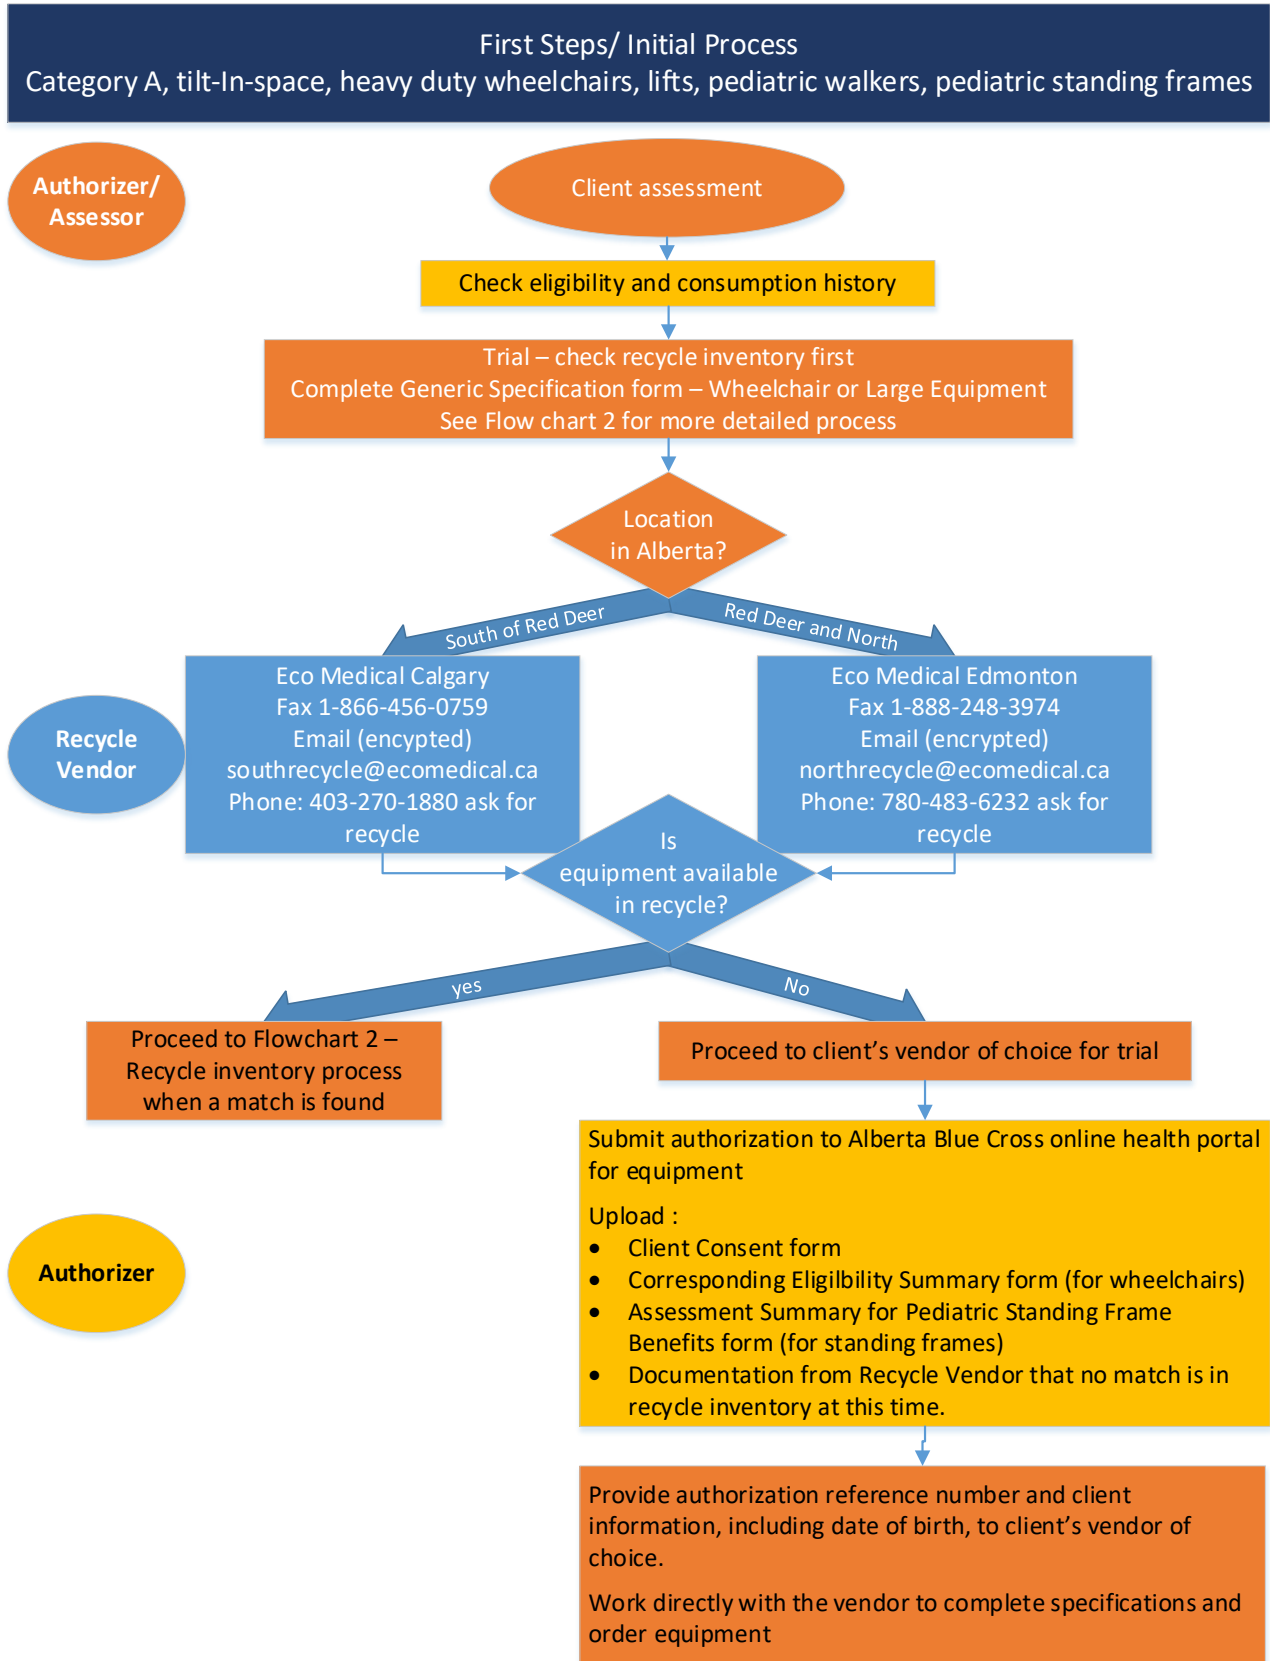 First Steps/ Initial Process
Category A, tilt-In-space, heavy duty wheelchairs, lifts, pediatric walkers, pediatric standing frames
Authorizer/
Assessor
Client assessment
Check eligibility and consumption history
Trial – check recycle inventory first
Complete Generic Specification form – Wheelchair or Large Equipment
See Flow chart 2 for more detailed process
Location
in Alberta?
South of Red Deer
Red Deer and North
Recycle
Vendor
Eco Medical Calgary
Fax 1-866-456-0759
Email (encypted)
southrecycle@ecomedical.ca
Phone: 403-270-1880 ask for
recycle
Eco Medical Edmonton
Fax 1-888-248-3974
Email (encrypted)
northrecycle@ecomedical.ca
Phone: 780-483-6232 ask for
recycle
Is
equipment available
in recycle?
yes
No
Proceed to Flowchart 2 –
Recycle inventory process
when a match is found
Proceed to client’s vendor of choice for trial
Authorizer
Submit authorization to Alberta Blue Cross online health portal
for equipment
Upload :
• Client Consent form
• Corresponding Eligilbility Summary form (for wheelchairs)
• Assessment Summary for Pediatric Standing Frame
Benefits form (for standing frames)
• Documentation from Recycle Vendor that no match is in
recycle inventory at this time.
Provide authorization reference number and client
information, including date of birth, to client’s vendor of
choice.
Work directly with the vendor to complete specifications and
order equipment